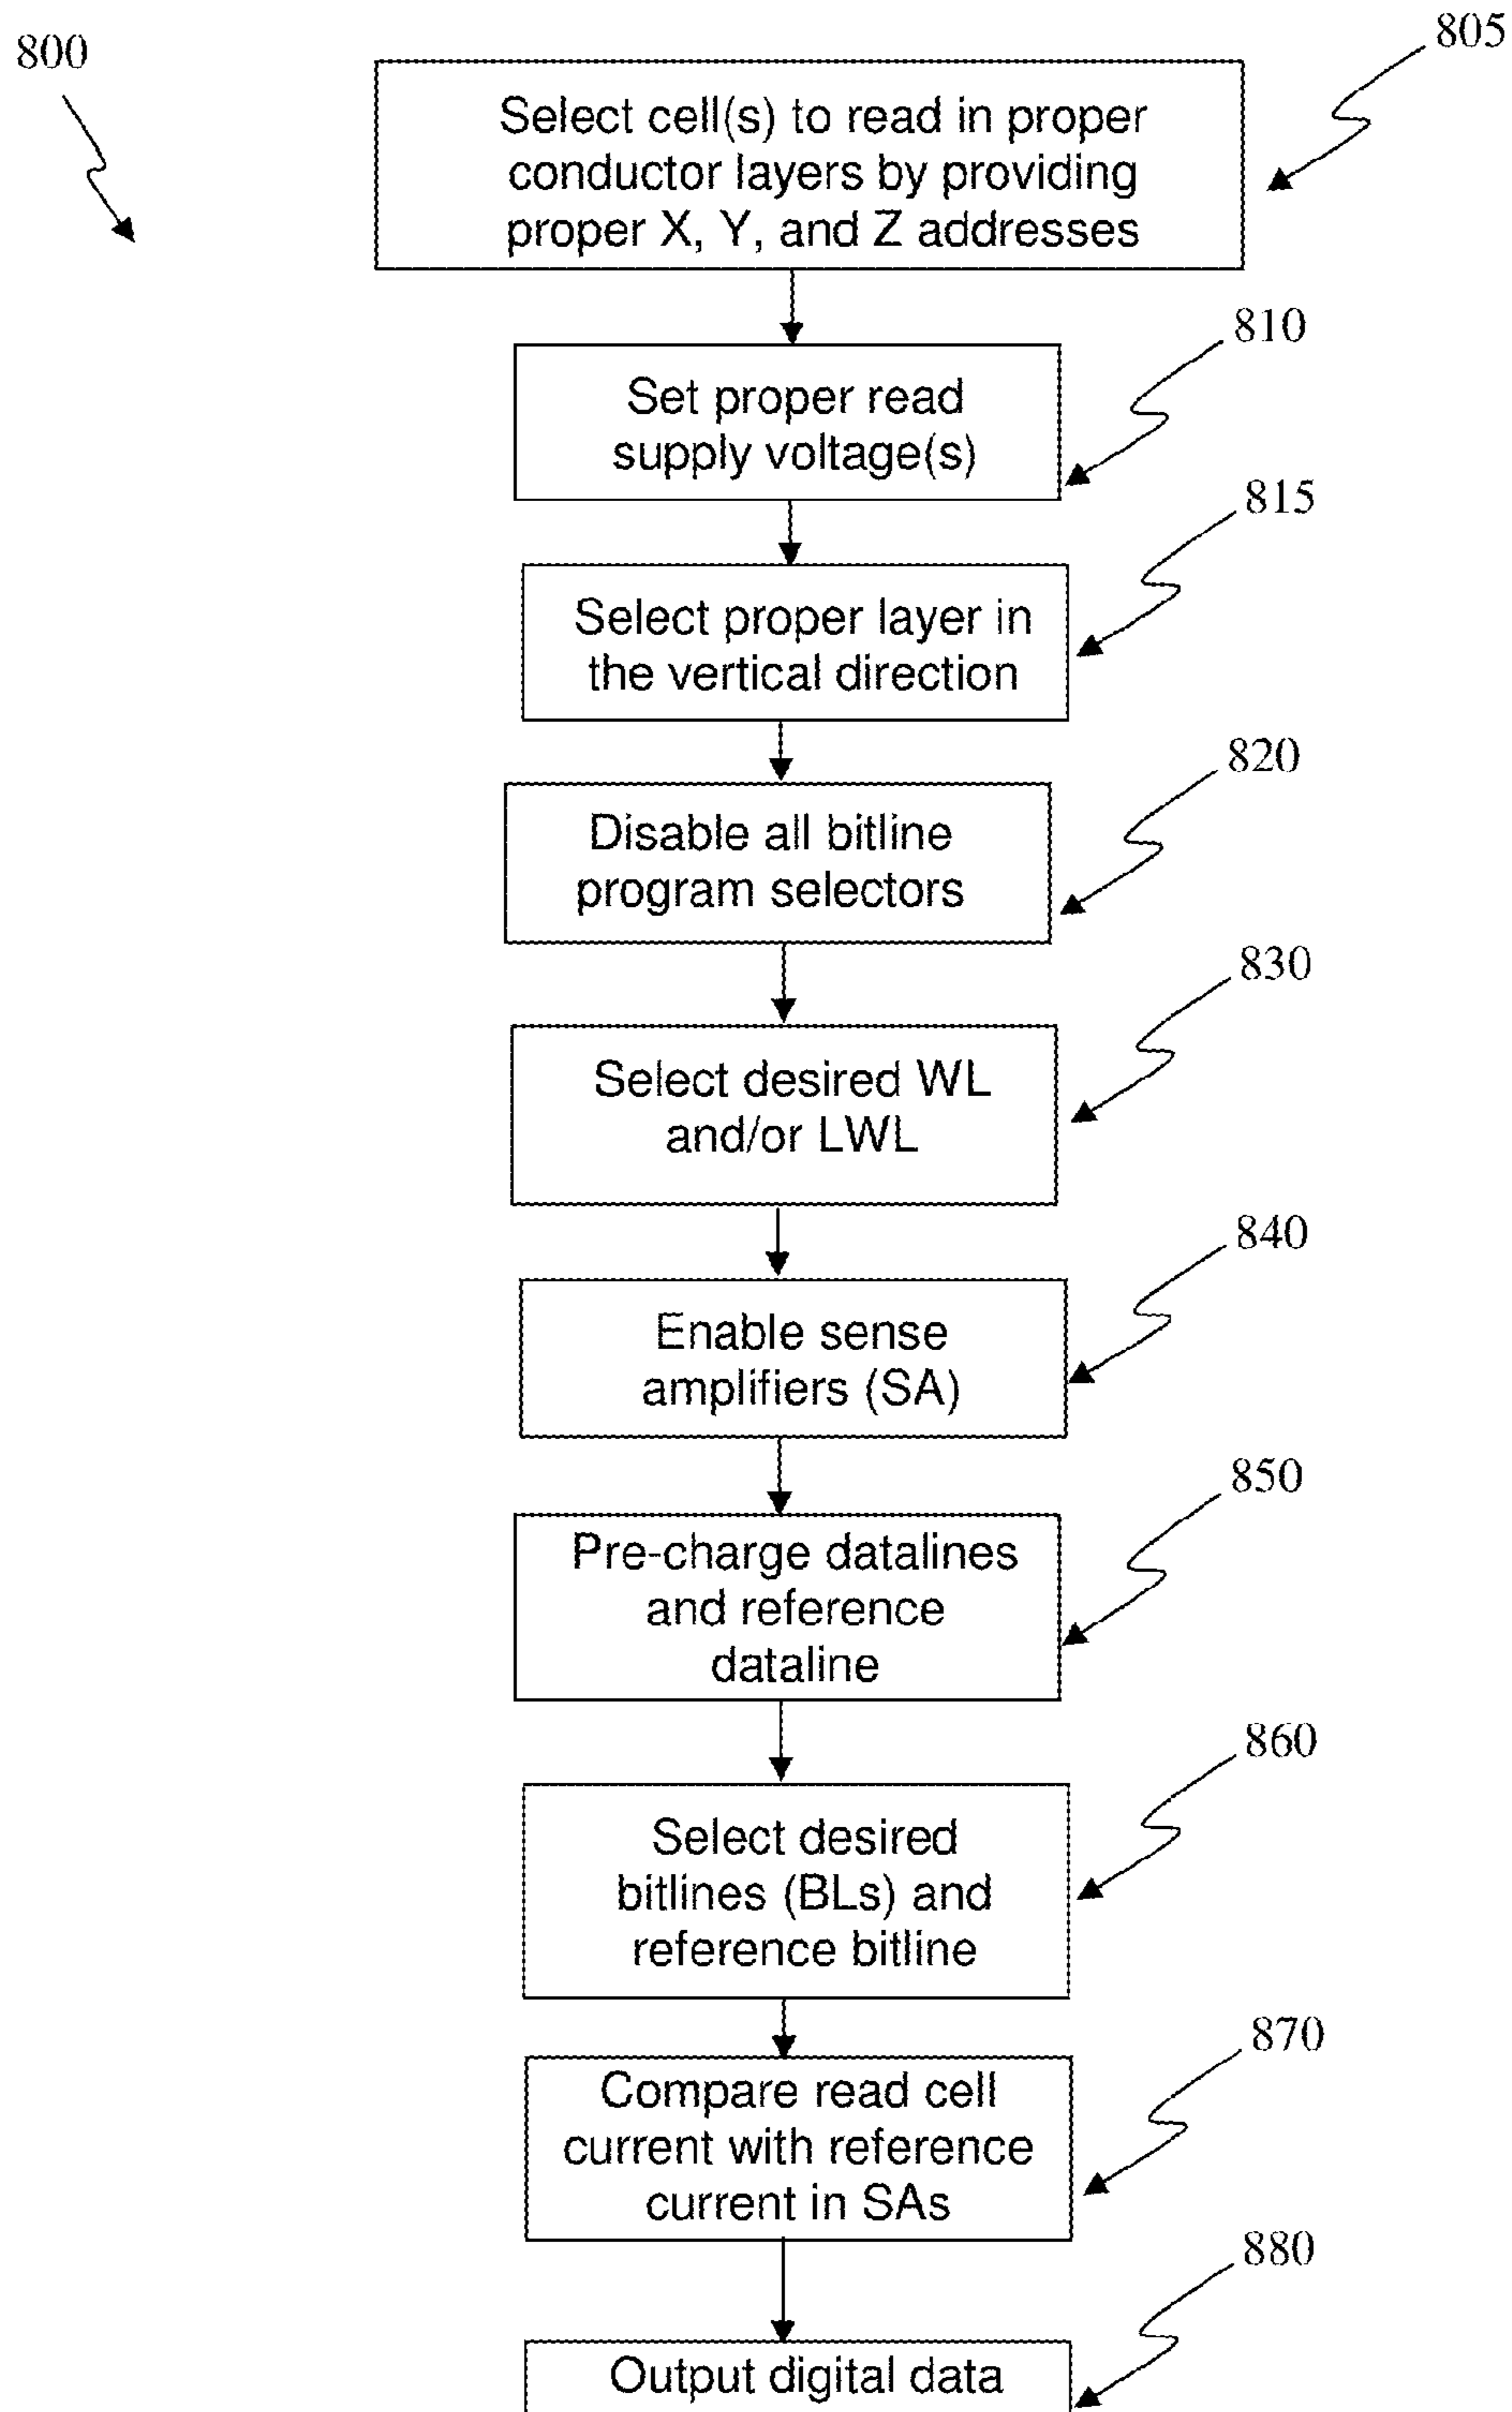 800
805
Select cell(s) to read in proper
conductor layers by providing
proper X, Y, and Z addresses
810
Set proper read
supply voltage(s)
815
Select proper layer in
the vertical direction
820
Disable all bitline
program selectors
830
Select desired WL
and/or LWL
840
Enable sense
amplifiers (SA)
850
Pre-charge datalines
and reference
dataline
860
Select desired
bitlines (BLs) and
reference bitline
870
Compare read cell
current with reference
current in SAs
880
Output digital data